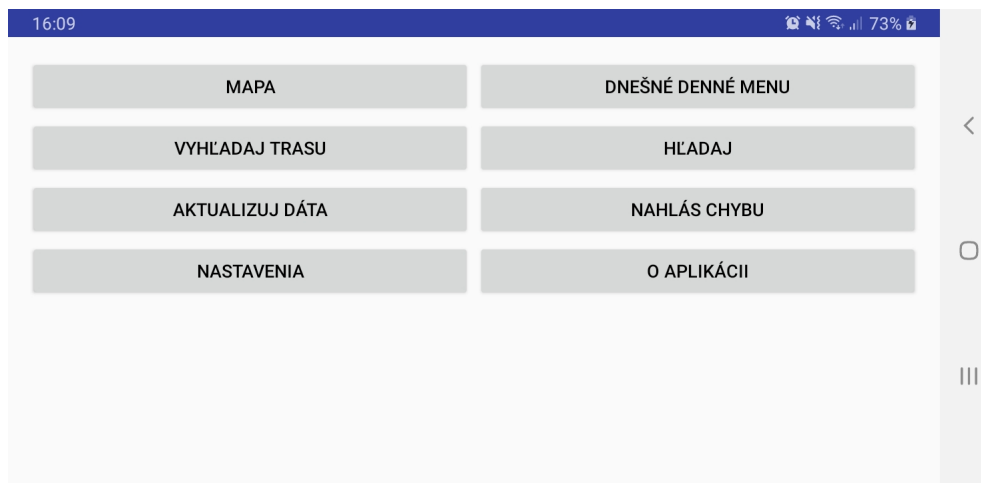 16:09 73%
MAPA DNEŠNÉ DENNÉ MENU
VYHĽADAJ TRASU HĽADAJ
AKTUALIZUJ DÁTA NAHLÁS CHYBU
NASTAVENIA O APLIKÁCII